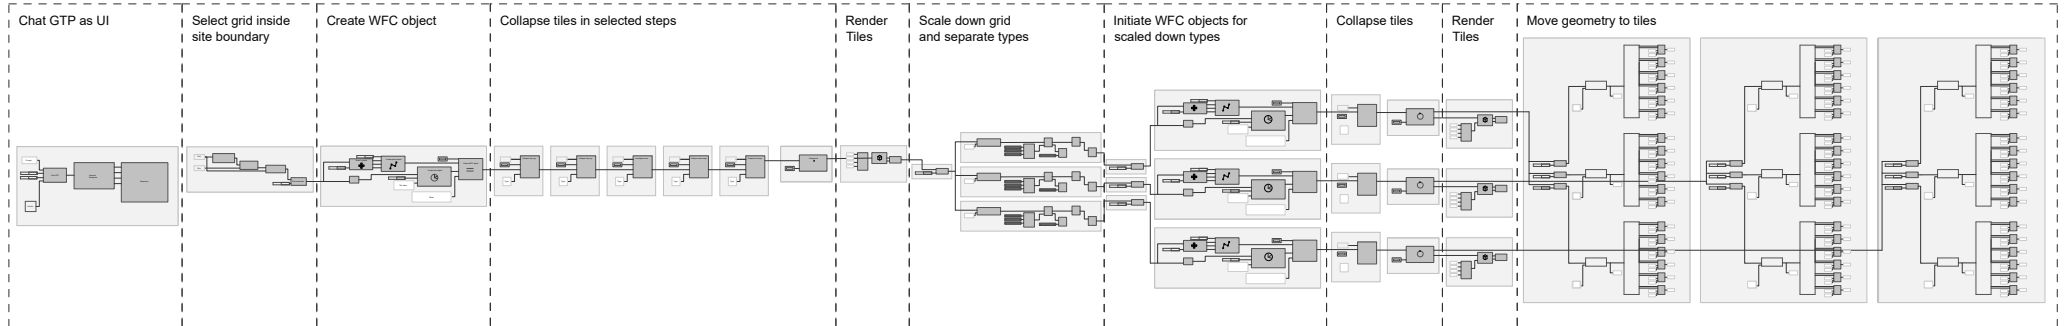 Chat GTP as UI
Select grid inside
site boundary
Create WFC object
Collapse tiles in selected steps
Render
Tiles
Scale down grid
and separate types
Initiate WFC objects for
scaled down types
Collapse tiles
Render
Tiles
Move geometry to tiles